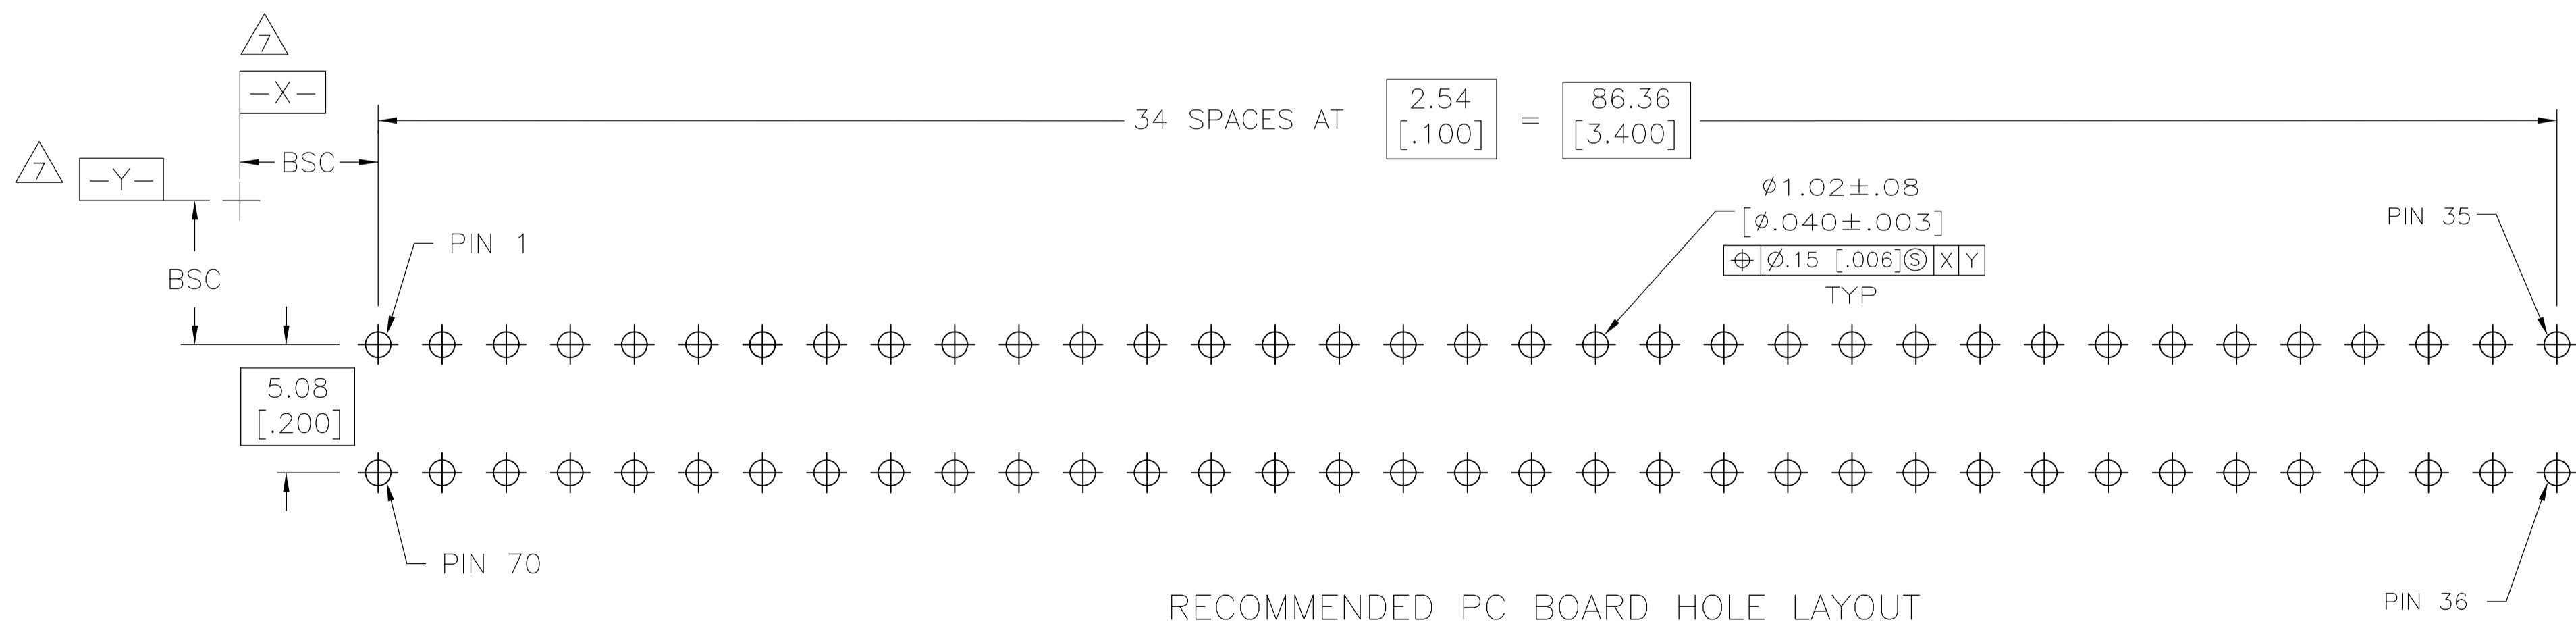 7
-X-
34 SPACES AT 2.54 [.100] = 86.36 [3.400]
BSC
7
-Y-
⌀1.02±.08
[⌀.040±.003]
⌖ ⌀.15 [.006]Ⓢ X Y
TYP
PIN 35
PIN 1
BSC
5.08
[.200]
PIN 70
RECOMMENDED PC BOARD HOLE LAYOUT
PIN 36